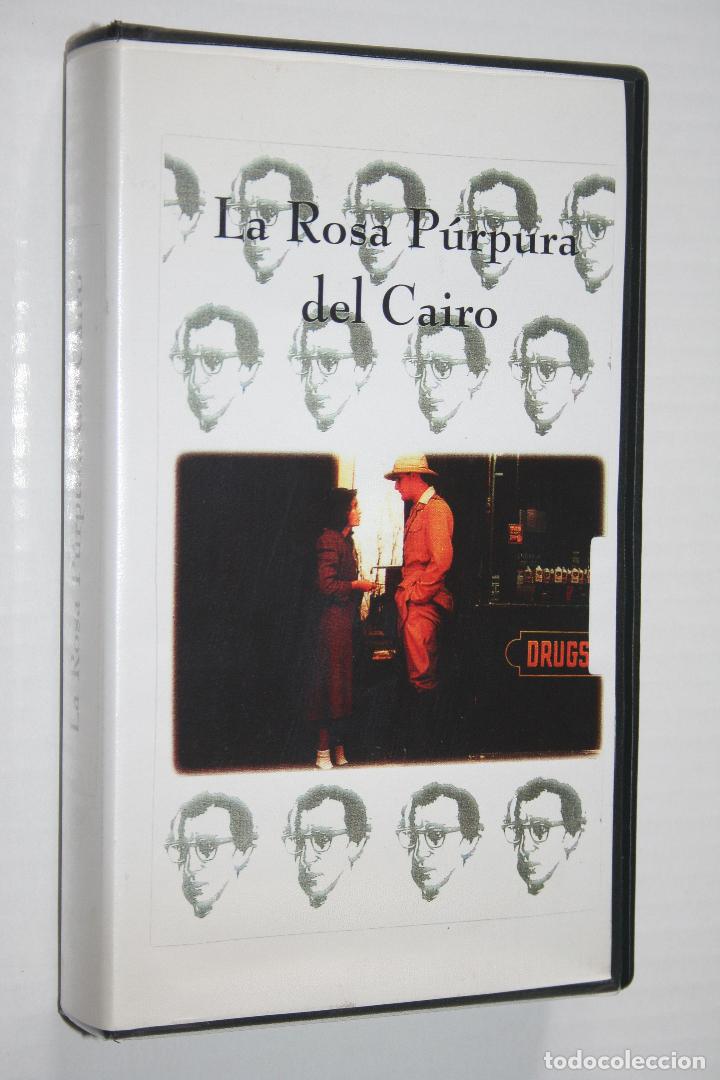 La Rosa Púrpura
del Cairo
DRUGS
La Rosa Púrpura
todocoleccion